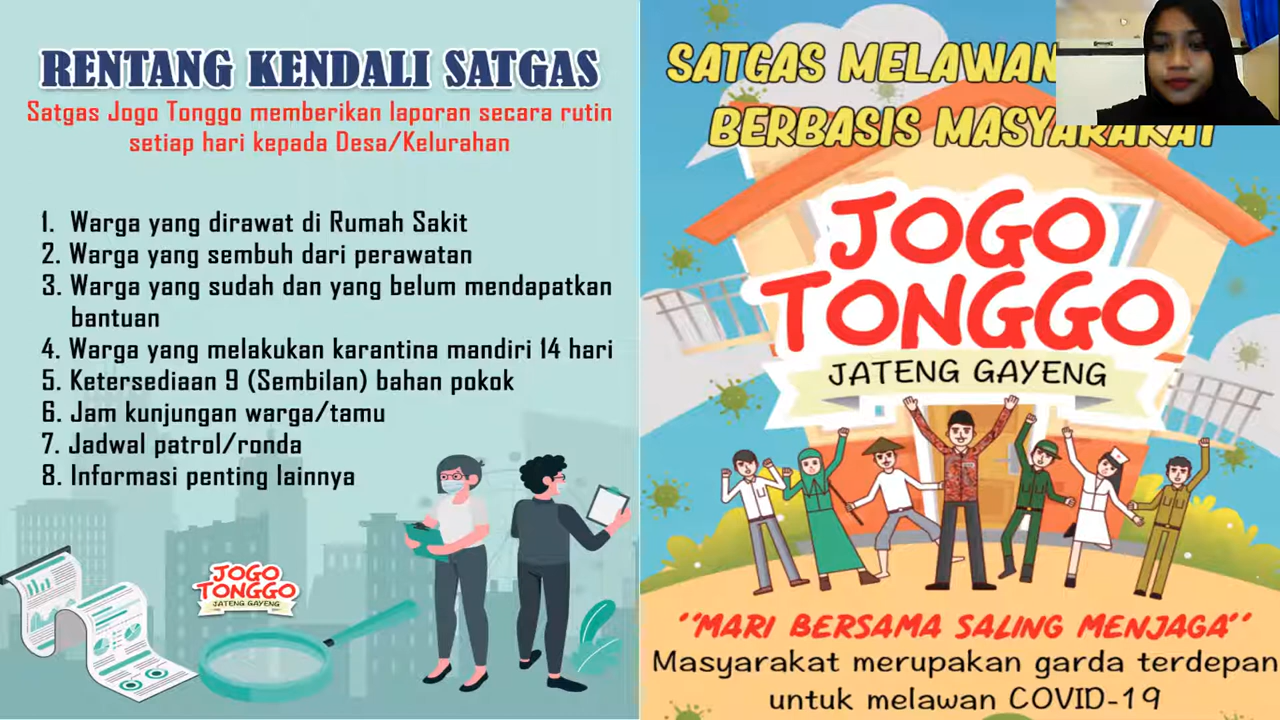 RENTANG KENDALI SATGAS
Satgas Jogo Tonggo memberikan laporan secara rutin
setiap hari kepada Desa/Kelurahan
1. Warga yang dirawat di Rumah Sakit
2. Warga yang sembuh dari perawatan
3. Warga yang sudah dan yang belum mendapatkan
bantuan
4. Warga yang melakukan karantina mandiri 14 hari
5. Ketersediaan 9 (Sembilan) bahan pokok
6. Jam kunjungan warga/tamu
7. Jadwal patrol/ronda
8. Informasi penting lainnya
JOGO
TONGGO
JATENG GAYENG
SATGAS MELAWAN
BERBASIS MASYARAKAT
JOGO
TONGGO
JATENG GAYENG
"MARI BERSAMA SALING MENJAGA"
Masyarakat merupakan garda terdepan
untuk melawan COVID-19